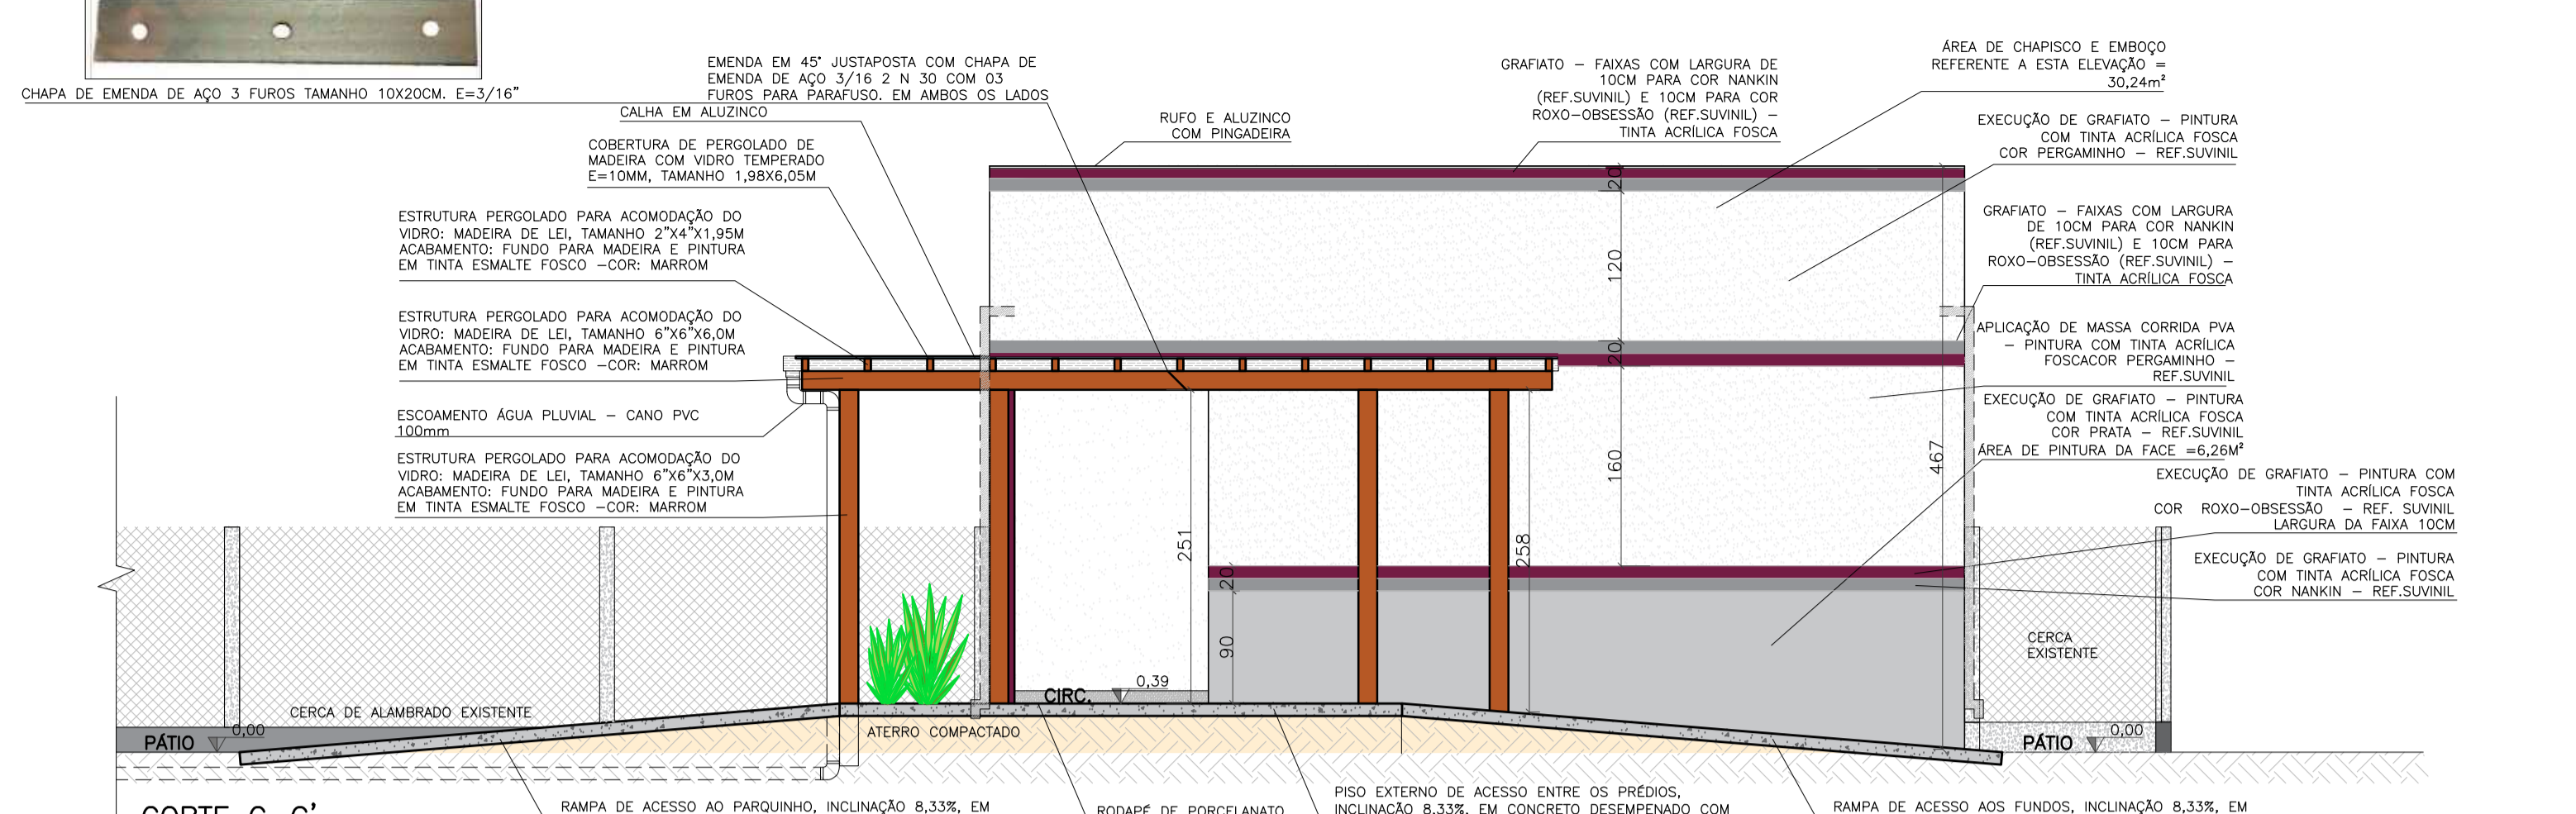 CHAPA DE EMENDA DE AÇO 3 FUROS TAMANHO 10X20CM. E=3/16"
EMENDA EM 45° JUSTAPOSTA COM CHAPA DE
EMENDA DE AÇO 3/16 2 N 30 COM 03
FUROS PARA PARAFUSO. EM AMBOS OS LADOS
CALHA EM ALUZINCO
COBERTURA DE PERGOLADO DE
MADEIRA COM VIDRO TEMPERADO
E=10MM, TAMANHO 1,98X6,05M
ESTRUTURA PERGOLADO PARA ACOMODAÇÃO DO
VIDRO: MADEIRA DE LEI, TAMANHO 2"X4"X1,95M
ACABAMENTO: FUNDO PARA MADEIRA E PINTURA
EM TINTA ESMALTE FOSCO –COR: MARROM
ESTRUTURA PERGOLADO PARA ACOMODAÇÃO DO
VIDRO: MADEIRA DE LEI, TAMANHO 6"X6"X6,0M
ACABAMENTO: FUNDO PARA MADEIRA E PINTURA
EM TINTA ESMALTE FOSCO –COR: MARROM
ESCOAMENTO ÁGUA PLUVIAL – CANO PVC
100mm
ESTRUTURA PERGOLADO PARA ACOMODAÇÃO DO
VIDRO: MADEIRA DE LEI, TAMANHO 6"X6"X3,0M
ACABAMENTO: FUNDO PARA MADEIRA E PINTURA
EM TINTA ESMALTE FOSCO –COR: MARROM
RUFO E ALUZINCO
COM PINGADEIRA
GRAFIATO – FAIXAS COM LARGURA DE
10CM PARA COR NANKIN
(REF.SUVINIL) E 10CM PARA COR
ROXO–OBSESSÃO (REF.SUVINIL) –
TINTA ACRÍLICA FOSCA
ÁREA DE CHAPISCO E EMBOÇO
REFERENTE A ESTA ELEVAÇÃO =
30,24m²
EXECUÇÃO DE GRAFIATO – PINTURA
COM TINTA ACRÍLICA FOSCA
COR PERGAMINHO – REF.SUVINIL
GRAFIATO – FAIXAS COM LARGURA
DE 10CM PARA COR NANKIN
(REF.SUVINIL) E 10CM PARA
ROXO–OBSESSÃO (REF.SUVINIL) –
TINTA ACRÍLICA FOSCA
APLICAÇÃO DE MASSA CORRIDA PVA
– PINTURA COM TINTA ACRÍLICA
FOSCACOR PERGAMINHO –
REF.SUVINIL
EXECUÇÃO DE GRAFIATO – PINTURA
COM TINTA ACRÍLICA FOSCA
COR PRATA – REF.SUVINIL
ÁREA DE PINTURA DA FACE =6,26M²
EXECUÇÃO DE GRAFIATO – PINTURA COM
TINTA ACRÍLICA FOSCA
COR ROXO–OBSESSÃO – REF. SUVINIL
LARGURA DA FAIXA 10CM
EXECUÇÃO DE GRAFIATO – PINTURA
COM TINTA ACRÍLICA FOSCA
COR NANKIN – REF.SUVINIL
20
120
20
160
467
251
258
20
90
CERCA
EXISTENTE
CIRC.
0,39
CERCA DE ALAMBRADO EXISTENTE
PÁTIO
0,00
ATERRO COMPACTADO
PÁTIO
0,00
CORTE C–C'
RAMPA DE ACESSO AO PARQUINHO, INCLINAÇÃO 8,33%, EM
RODAPÉ DE PORCELANATO
PISO EXTERNO DE ACESSO ENTRE OS PRÉDIOS,
INCLINAÇÃO 8,33%, EM CONCRETO DESEMPENADO COM
RAMPA DE ACESSO AOS FUNDOS, INCLINAÇÃO 8,33%, EM